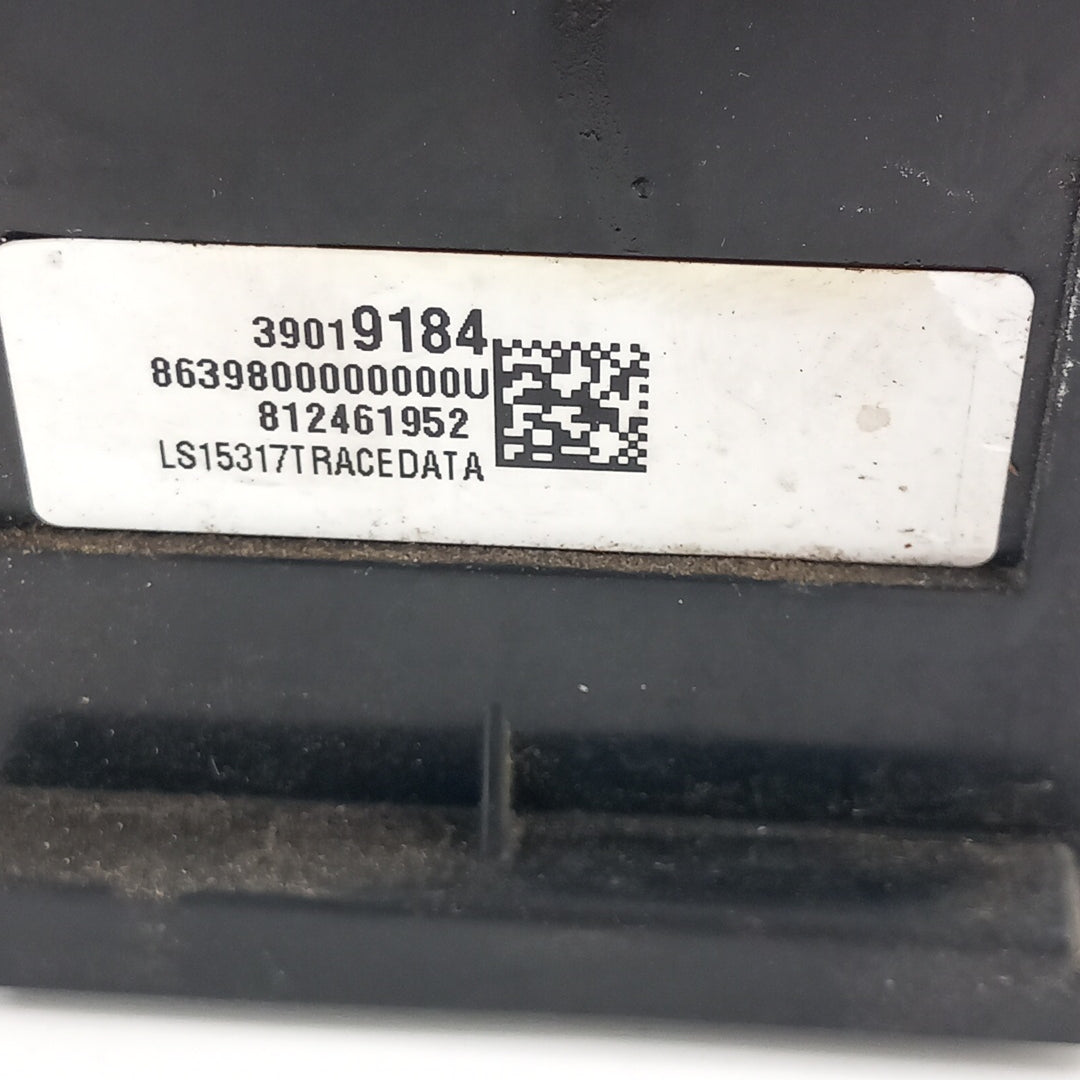 39019184
8639800000000U
812461952
LS15317TRACEDATA